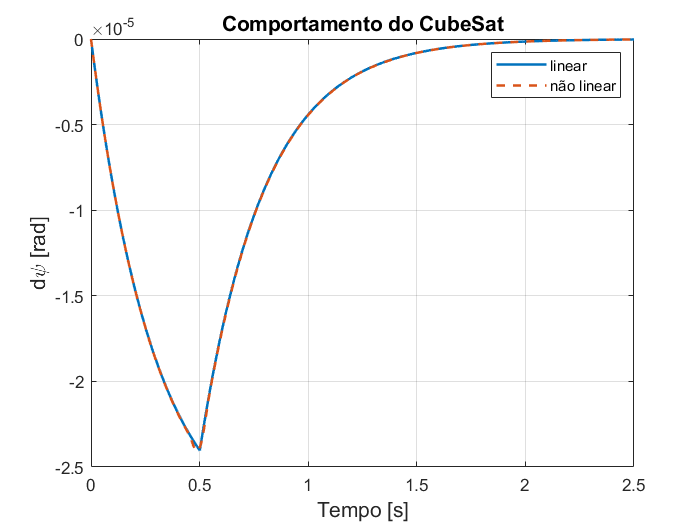 Comportamento do CubeSat
×10⁻⁵
0
-0.5
-1
-1.5
-2
-2.5
dψ [rad]
linear
não linear
0
0.5
1
1.5
2
2.5
Tempo [s]